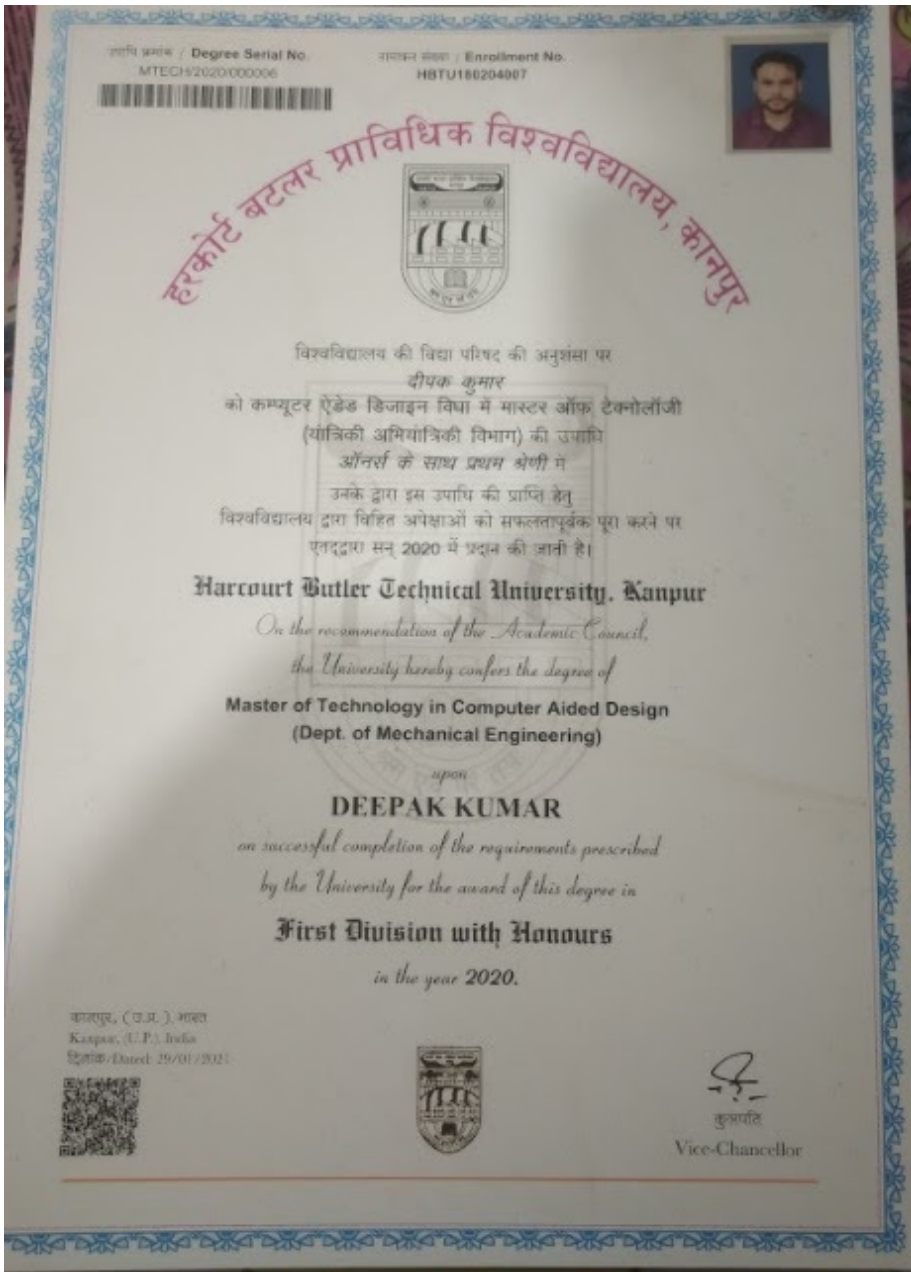 उपाधि क्रमांक / Degree Serial No.
MTECH/2020/000006
नामांकन संख्या / Enrollment No.
HBTU180204007
हरकोर्ट बटलर प्राविधिक विश्वविद्यालय, कानपुर
विश्वविद्यालय की विद्या परिषद की अनुशंसा पर
दीपक कुमार
को कम्प्यूटर ऐडेड डिजाइन विधा में मास्टर ऑफ टेक्नोलॉजी
(यांत्रिकी अभियांत्रिकी विभाग) की उपाधि
ऑनर्स के साथ प्रथम श्रेणी में
उनके द्वारा इस उपाधि की प्राप्ति हेतु
विश्वविद्यालय द्वारा विहित अपेक्षाओं को सफलतापूर्वक पूरा करने पर
एतद्द्वारा सन् 2020 में प्रदान की जाती है।
Harcourt Butler Technical University, Kanpur
On the recommendation of the Academic Council,
the University hereby confers the degree of
Master of Technology in Computer Aided Design
(Dept. of Mechanical Engineering)
upon
DEEPAK KUMAR
on successful completion of the requirements prescribed
by the University for the award of this degree in
First Division with Honours
in the year 2020.
कानपुर, (उ.प्र.), भारत
Kanpur, (U.P.), India
दिनांक/Dated: 29/01/2021
कुलपति
Vice-Chancellor